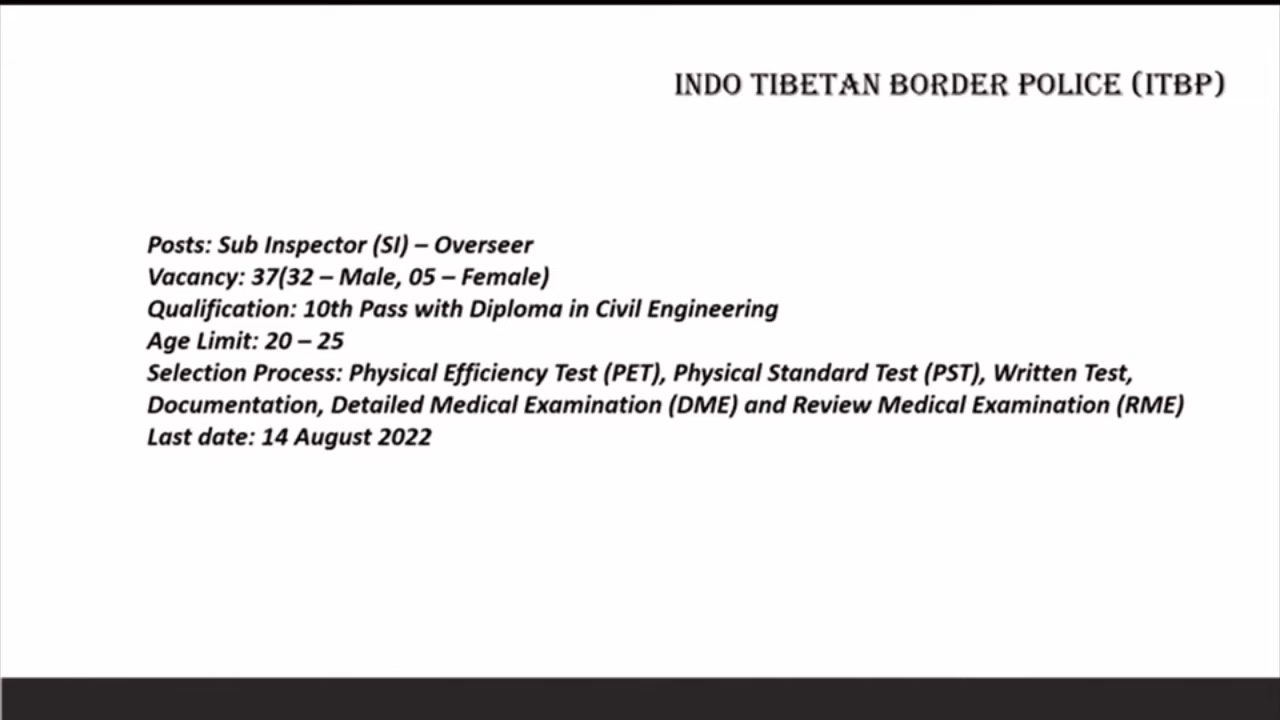 INDO TIBETAN BORDER POLICE (ITBP)
Posts: Sub Inspector (SI) – Overseer
Vacancy: 37(32 – Male, 05 – Female)
Qualification: 10th Pass with Diploma in Civil Engineering
Age Limit: 20 – 25
Selection Process: Physical Efficiency Test (PET), Physical Standard Test (PST), Written Test,
Documentation, Detailed Medical Examination (DME) and Review Medical Examination (RME)
Last date: 14 August 2022